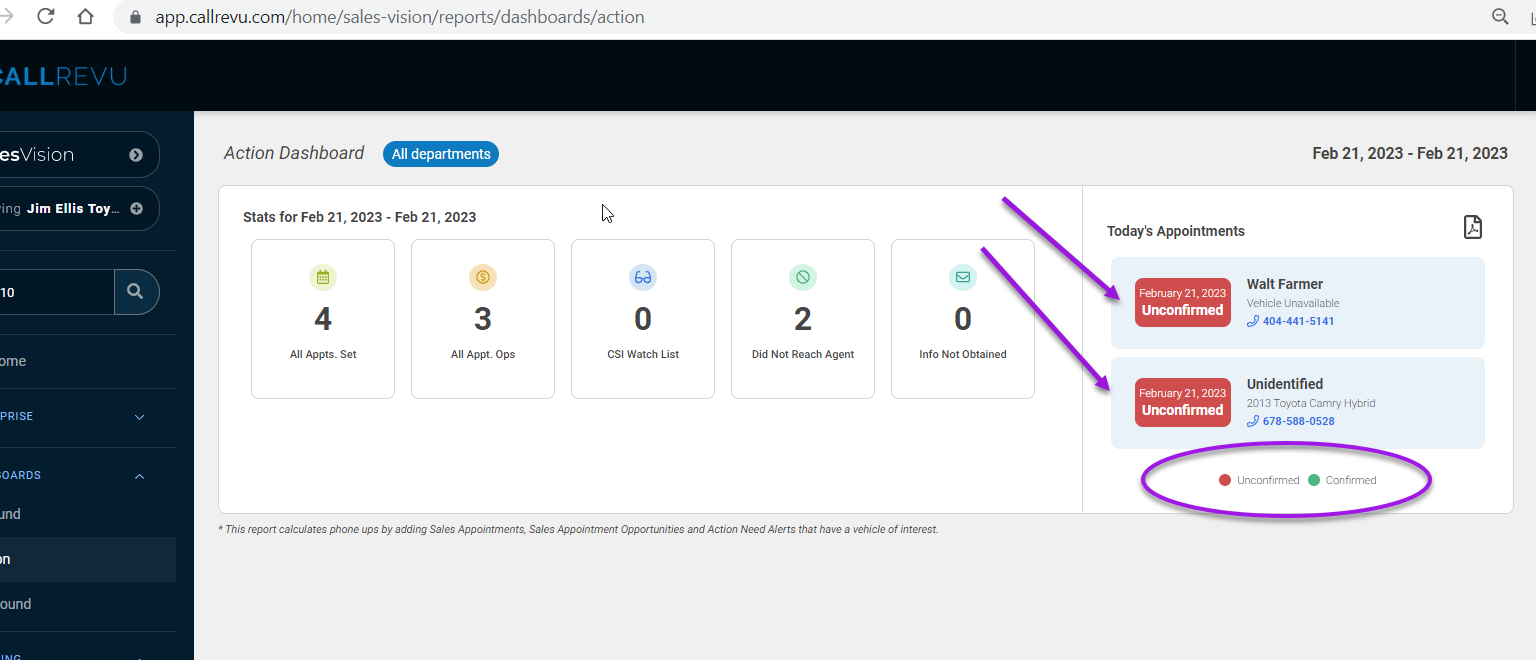 app.callrevu.com/home/sales-vision/reports/dashboards/action
CALLREVU
esVision
ing Jim Ellis Toy...
10
ome
PRISE
OARDS
und
on
ound
ING
Action Dashboard
All departments
Feb 21, 2023 - Feb 21, 2023
Stats for Feb 21, 2023 - Feb 21, 2023
4
All Appts. Set
3
All Appt. Ops
0
CSI Watch List
2
Did Not Reach Agent
0
Info Not Obtained
Today's Appointments
February 21, 2023
Unconfirmed
Walt Farmer
Vehicle Unavailable
404-441-5141
February 21, 2023
Unconfirmed
Unidentified
2013 Toyota Camry Hybrid
678-588-0528
Unconfirmed Confirmed
* This report calculates phone ups by adding Sales Appointments, Sales Appointment Opportunities and Action Need Alerts that have a vehicle of interest.